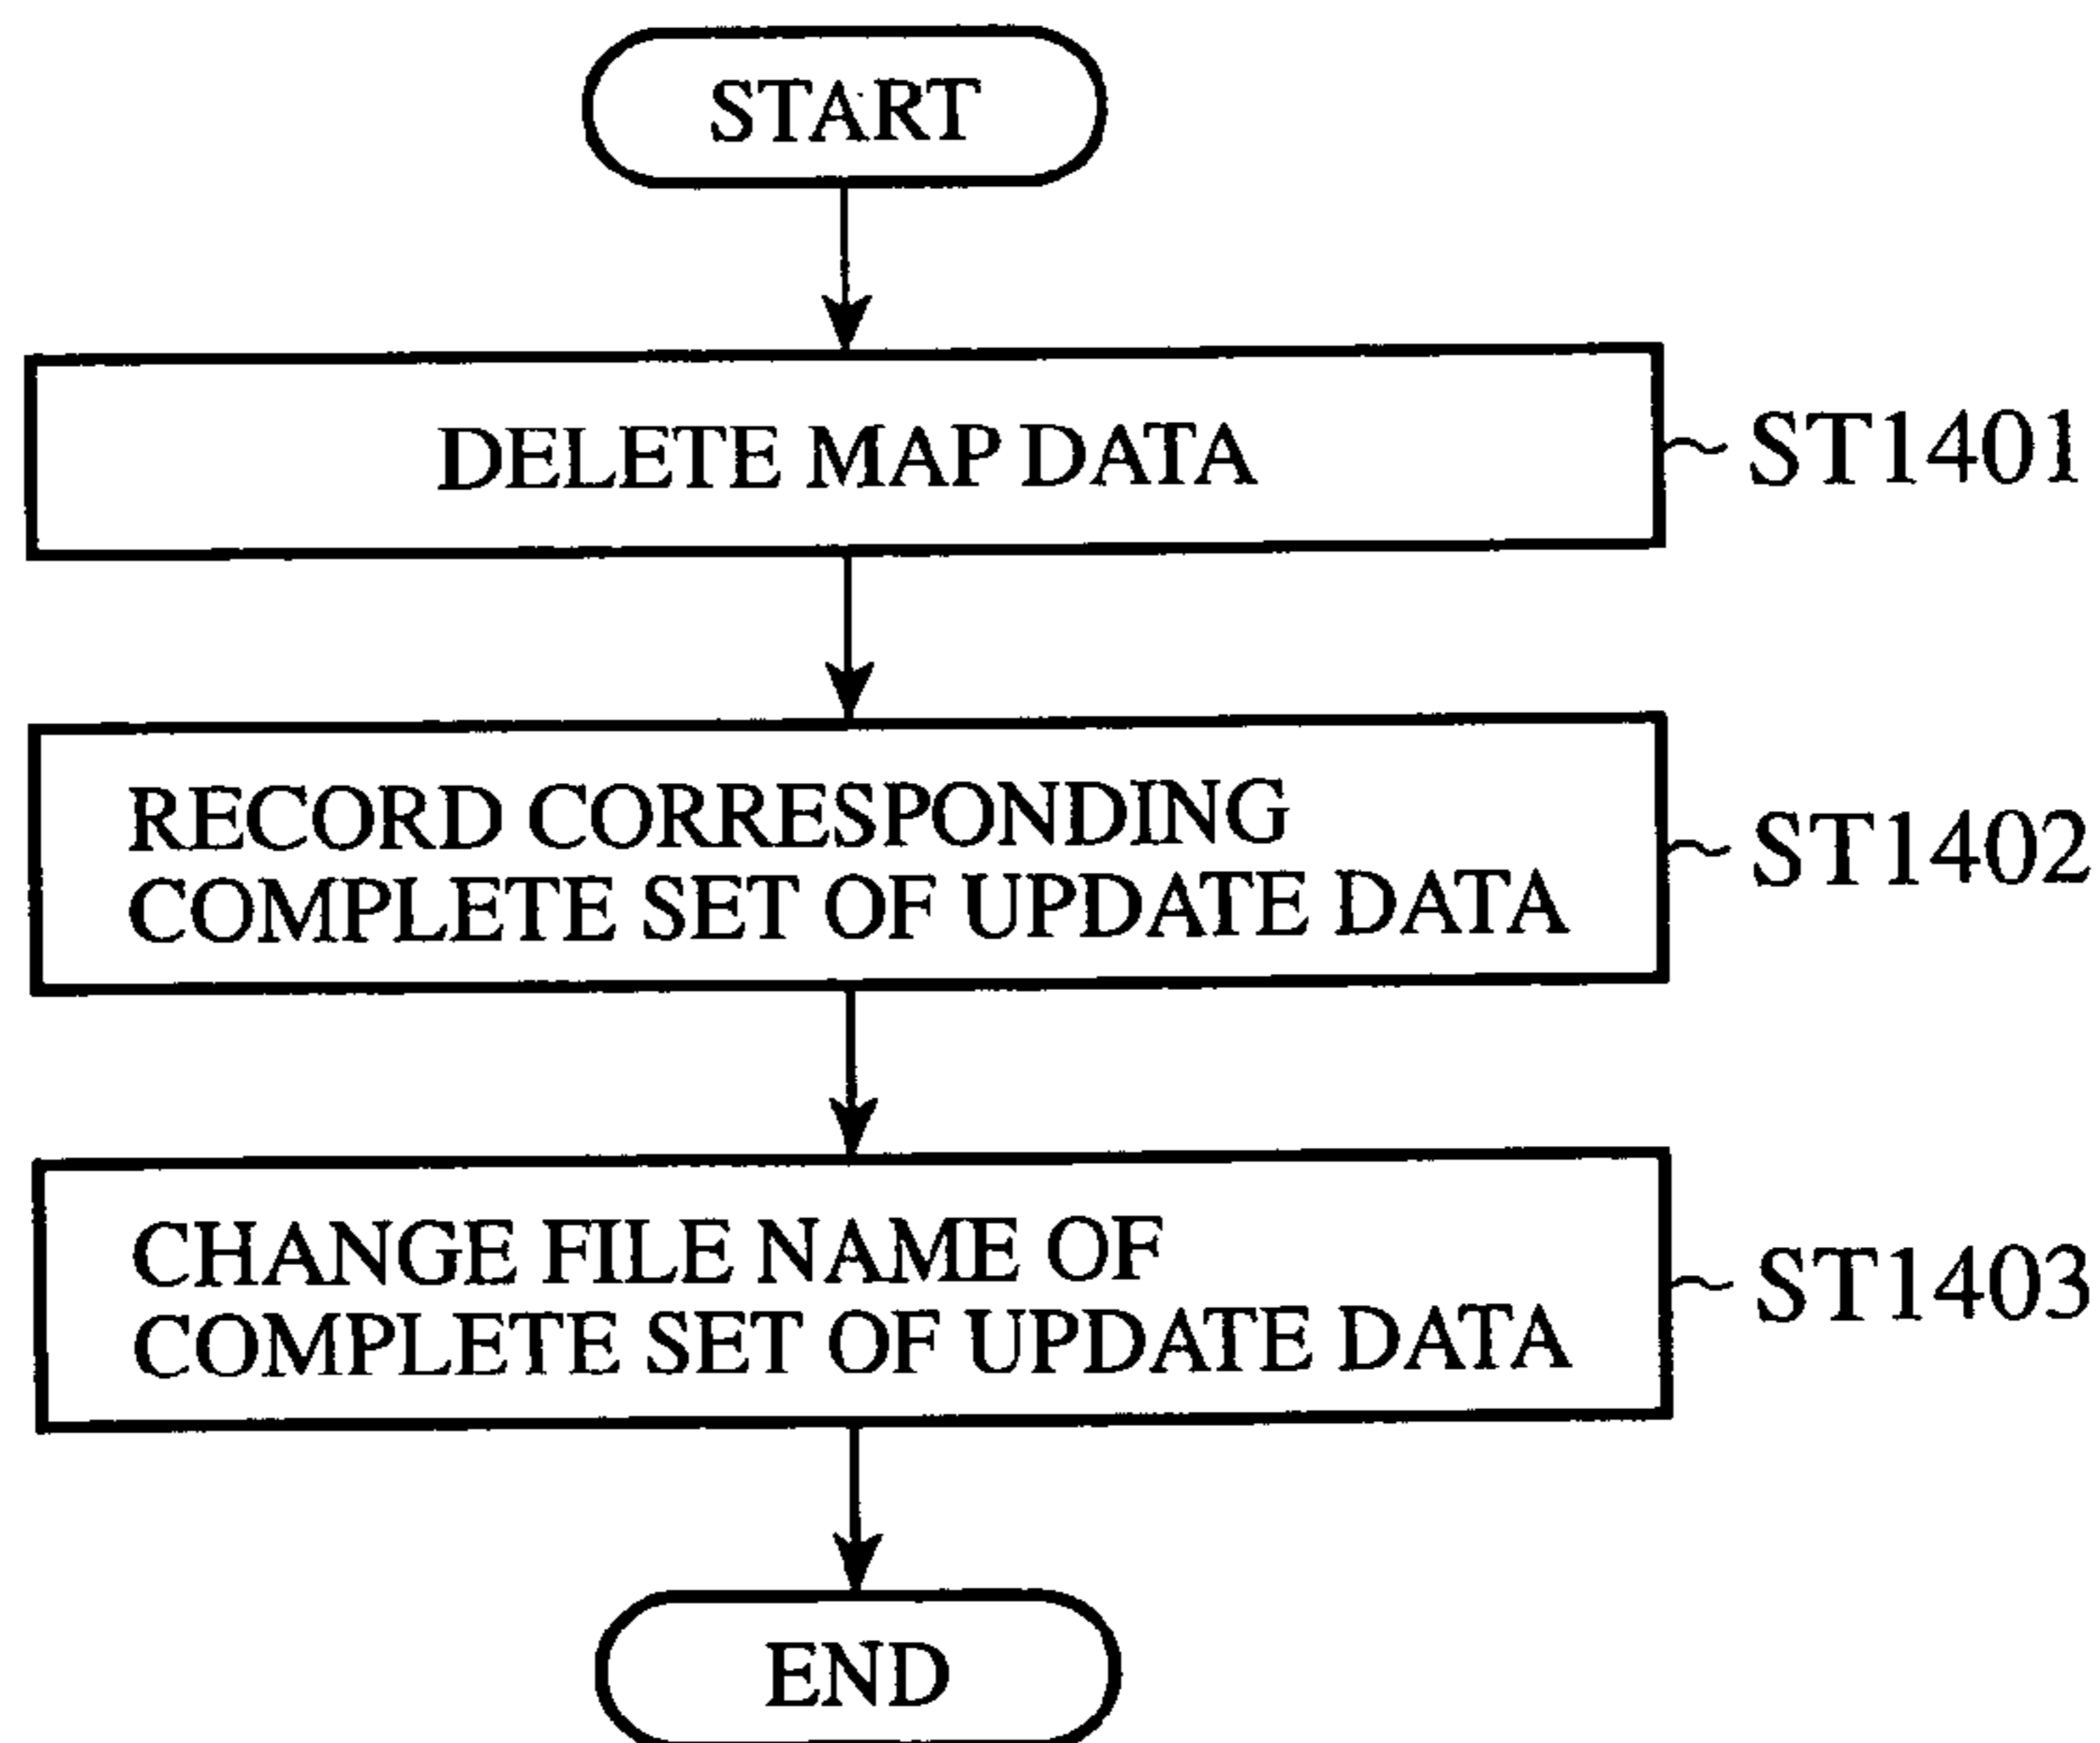 START
DELETE MAP DATA
ST1401
RECORD CORRESPONDING
COMPLETE SET OF UPDATE DATA
ST1402
CHANGE FILE NAME OF
COMPLETE SET OF UPDATE DATA
ST1403
END